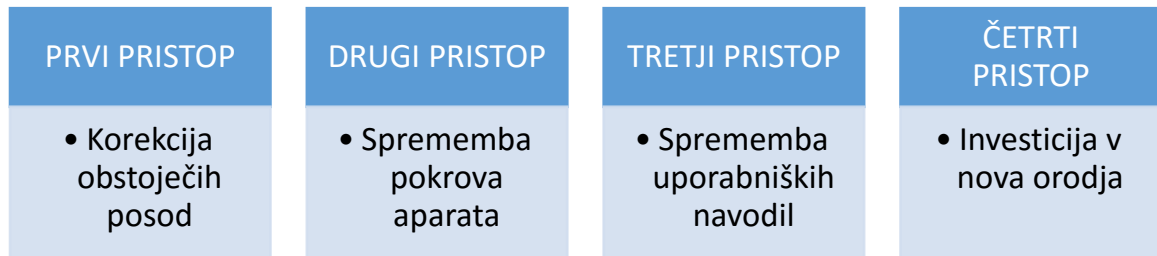 PRVI PRISTOP
• Korekcija
obstoječih
posod
DRUGI PRISTOP
• Sprememba
pokrova
aparata
TRETJI PRISTOP
• Sprememba
uporabniških
navodil
ČETRTI
PRISTOP
• Investicija v
nova orodja